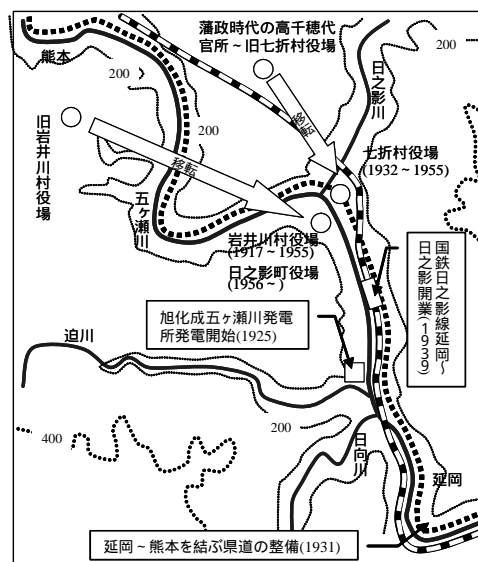 藩政時代の高千穂代
官所~旧七折村役場
熊本
200
200
日之影川
200
移転
旧岩井川村役場
移転
七折村役場
(1932~1955)
五ヶ瀬川
岩井川村役場
(1917~1955)
日之影町役場
(1956~)
国鉄日之影線延岡~
日之影開業(1939)
旭化成五ヶ瀬川発電
所発電開始(1925)
迫川
200
400
日向川
延岡
延岡~熊本を結ぶ県道の整備(1931)